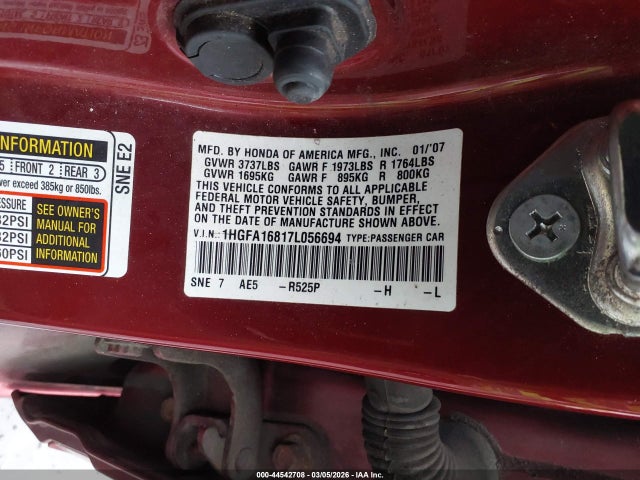 INFORMATION
5 FRONT 2 REAR 3
ver exceed 385kg or 850lbs.
PRESSURE
32PSI
32PSI
60PSI
SEE OWNER'S
MANUAL FOR
ADDITIONAL
INFORMATION
SNE E2
MFD. BY HONDA OF AMERICA MFG., INC. 01/'07
GVWR 3737LBS GAWR F 1973LBS R 1764LBS
GVWR 1695KG GAWR F 895KG R 800KG
THIS VEHICLE CONFORMS TO ALL APPLICABLE
FEDERAL MOTOR VEHICLE SAFETY, BUMPER,
AND THEFT PREVENTION STANDARDS IN EFFECT
ON THE DATE OF MANUFACTURE SHOWN ABOVE.
V.I.N.: 1HGFA16817L056694 TYPE:PASSENGER CAR
SNE 7 AE5 -R525P -H -L
000-44542708 - 03/05/2026 - IAAI, Inc.